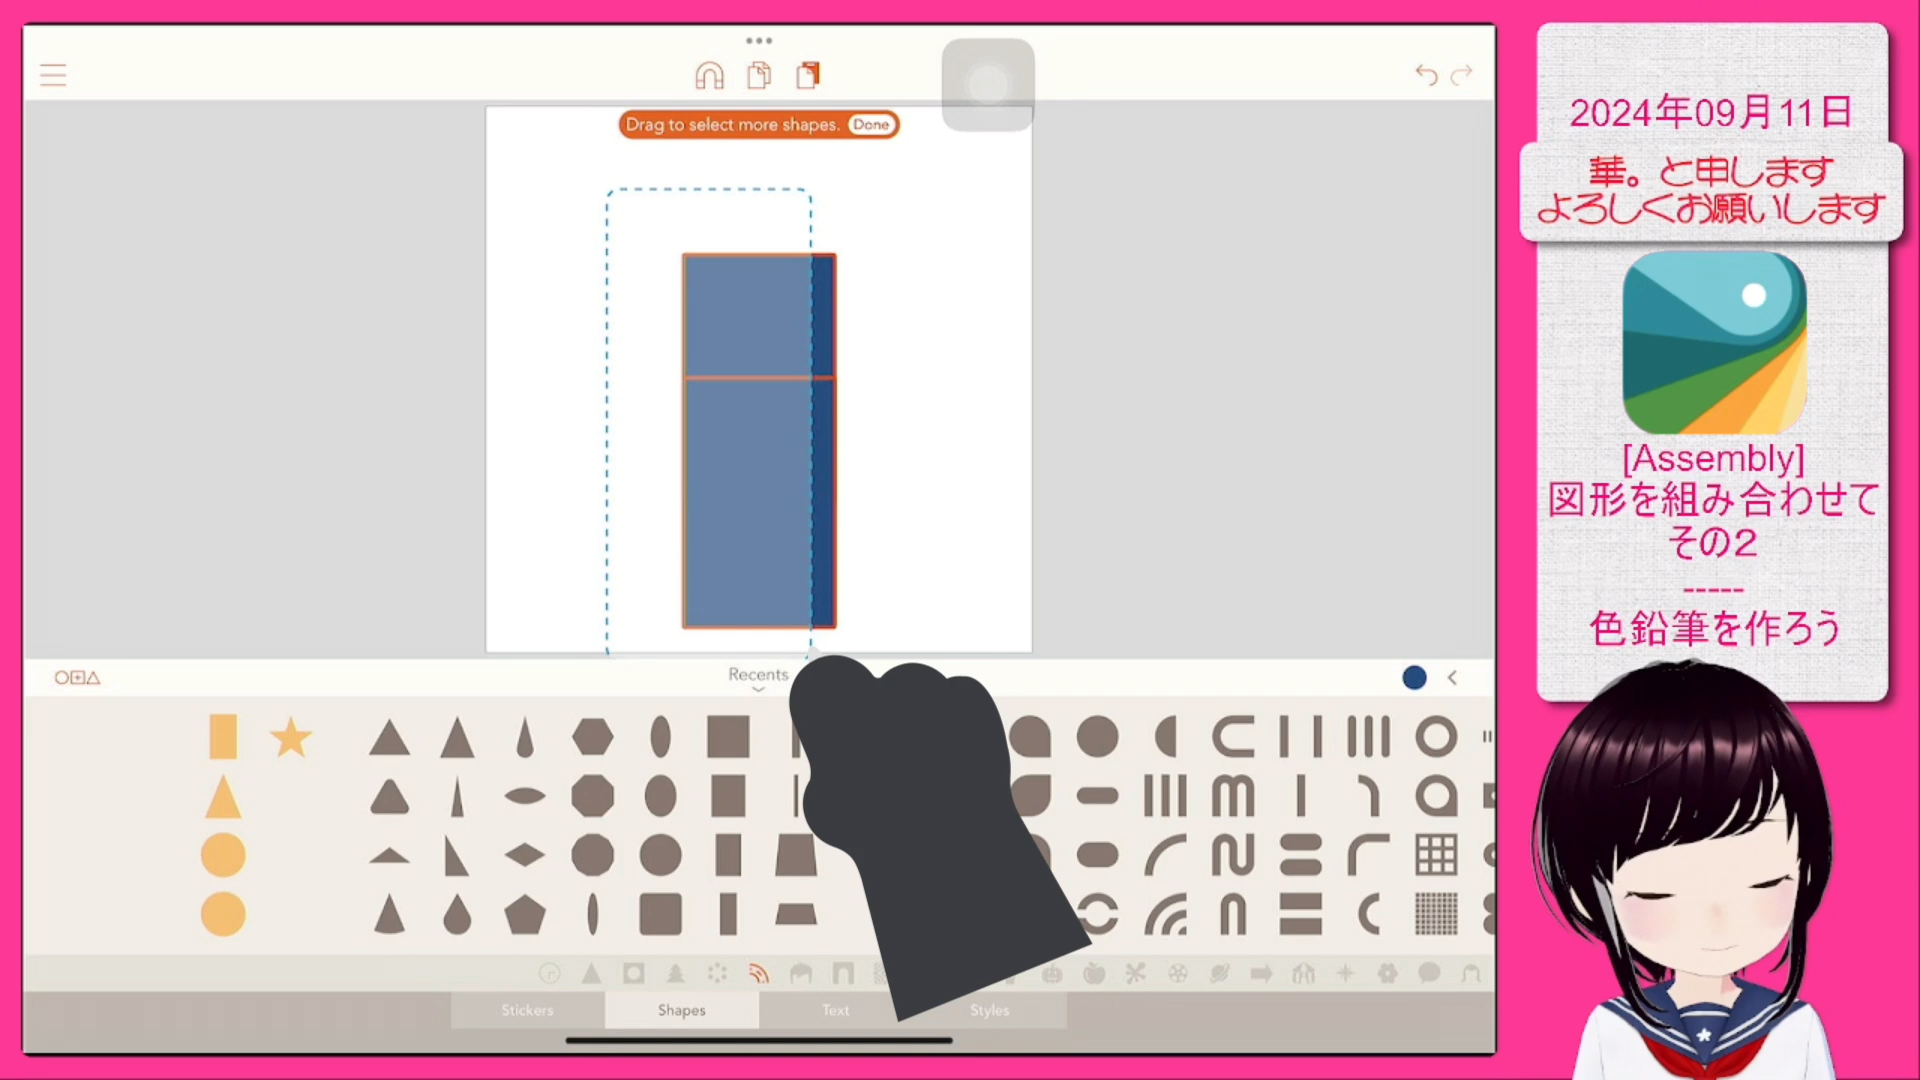 Drag to select more shapes. Done
Recents
Stickers
Shapes
Text
Styles
2024年09月11日
華。と申します
よろしくお願いします
[Assembly]
図形を組み合わせて
その2
-----
色鉛筆を作ろう